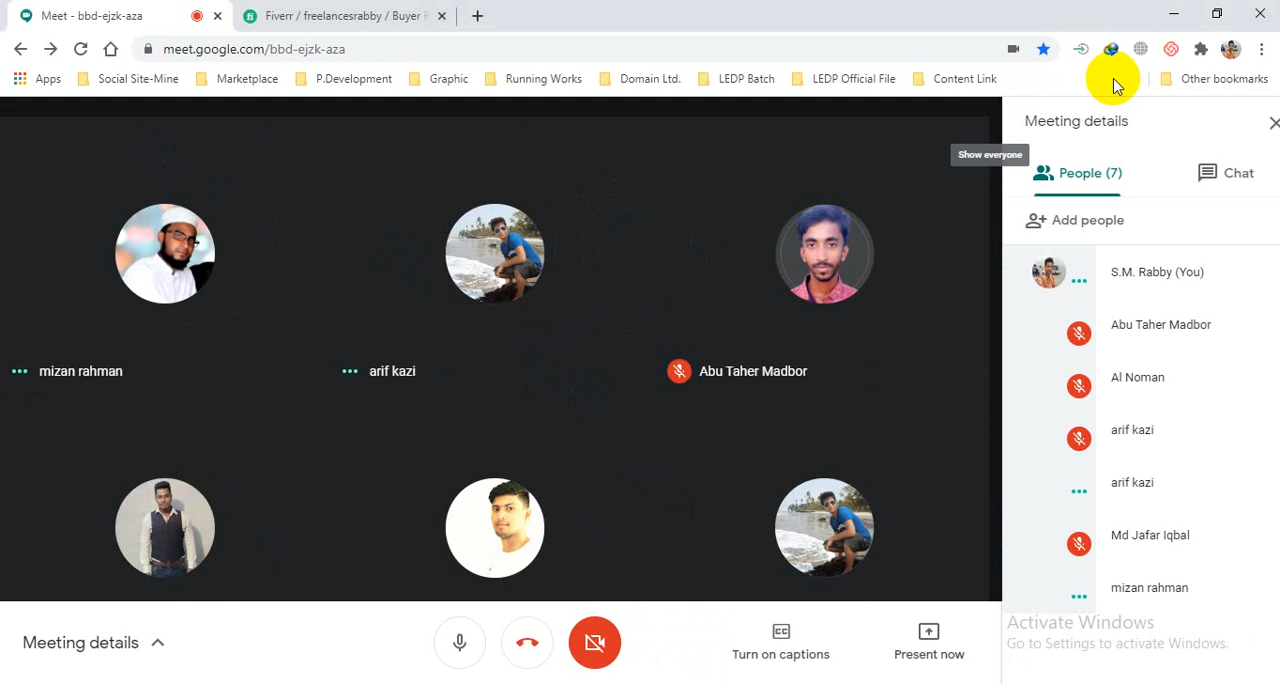 Meet - bbd-ejzk-aza
Fiverr / freelancesrabby / Buyer
meet.google.com/bbd-ejzk-aza
Apps Social Site-Mine Marketplace P.Development Graphic Running Works Domain Ltd. LEDP Batch LEDP Official File Content Link Other bookmarks
Meeting details
Show everyone
People (7) Chat
Add people
S.M. Rabby (You)
Abu Taher Madbor
Al Noman
arif kazi
arif kazi
Md Jafar Iqbal
mizan rahman
mizan rahman
arif kazi
Abu Taher Madbor
Activate Windows
Go to Settings to activate Windows.
Meeting details
CC
Turn on captions
Present now